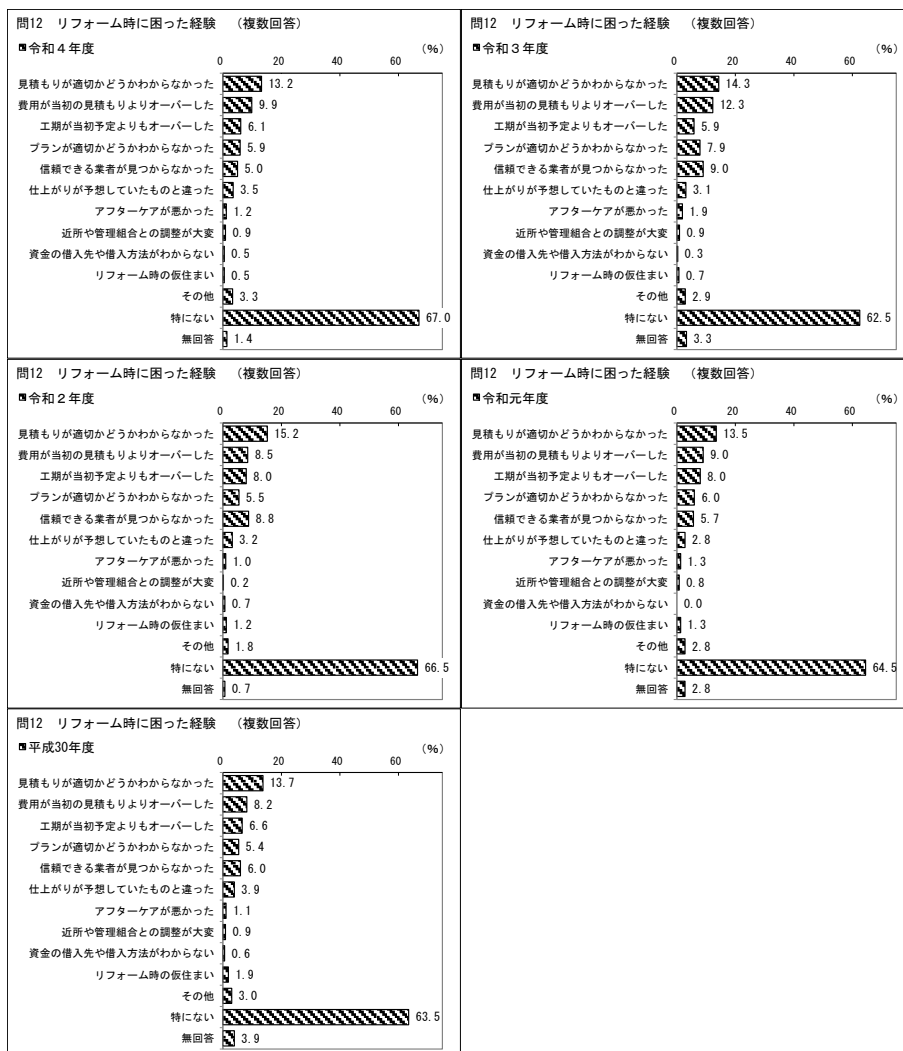 問12　リフォーム時に困った経験　（複数回答）
■令和４年度
(%)
0 20 40 60
見積もりが適切かどうかわからなかった 13.2
費用が当初の見積もりよりオーバーした 9.9
工期が当初予定よりもオーバーした 6.1
プランが適切かどうかわからなかった 5.9
信頼できる業者が見つからなかった 5.0
仕上がりが予想していたものと違った 3.5
アフターケアが悪かった 1.2
近所や管理組合との調整が大変 0.9
資金の借入先や借入方法がわからない 0.5
リフォーム時の仮住まい 0.5
その他 3.3
特にない 67.0
無回答 1.4
問12　リフォーム時に困った経験　（複数回答）
■令和３年度
(%)
0 20 40 60
見積もりが適切かどうかわからなかった 14.3
費用が当初の見積もりよりオーバーした 12.3
工期が当初予定よりもオーバーした 5.9
プランが適切かどうかわからなかった 7.9
信頼できる業者が見つからなかった 9.0
仕上がりが予想していたものと違った 3.1
アフターケアが悪かった 1.9
近所や管理組合との調整が大変 0.9
資金の借入先や借入方法がわからない 0.3
リフォーム時の仮住まい 0.7
その他 2.9
特にない 62.5
無回答 3.3
問12　リフォーム時に困った経験　（複数回答）
■令和２年度
(%)
0 20 40 60
見積もりが適切かどうかわからなかった 15.2
費用が当初の見積もりよりオーバーした 8.5
工期が当初予定よりもオーバーした 8.0
プランが適切かどうかわからなかった 5.5
信頼できる業者が見つからなかった 8.8
仕上がりが予想していたものと違った 3.2
アフターケアが悪かった 1.0
近所や管理組合との調整が大変 0.2
資金の借入先や借入方法がわからない 0.7
リフォーム時の仮住まい 1.2
その他 1.8
特にない 66.5
無回答 0.7
問12　リフォーム時に困った経験　（複数回答）
■令和元年度
(%)
0 20 40 60
見積もりが適切かどうかわからなかった 13.5
費用が当初の見積もりよりオーバーした 9.0
工期が当初予定よりもオーバーした 8.0
プランが適切かどうかわからなかった 6.0
信頼できる業者が見つからなかった 5.7
仕上がりが予想していたものと違った 2.8
アフターケアが悪かった 1.3
近所や管理組合との調整が大変 0.8
資金の借入先や借入方法がわからない 0.0
リフォーム時の仮住まい 1.3
その他 2.8
特にない 64.5
無回答 2.8
問12　リフォーム時に困った経験　（複数回答）
■平成30年度
(%)
0 20 40 60
見積もりが適切かどうかわからなかった 13.7
費用が当初の見積もりよりオーバーした 8.2
工期が当初予定よりもオーバーした 6.6
プランが適切かどうかわからなかった 5.4
信頼できる業者が見つからなかった 6.0
仕上がりが予想していたものと違った 3.9
アフターケアが悪かった 1.1
近所や管理組合との調整が大変 0.9
資金の借入先や借入方法がわからない 0.6
リフォーム時の仮住まい 1.9
その他 3.0
特にない 63.5
無回答 3.9